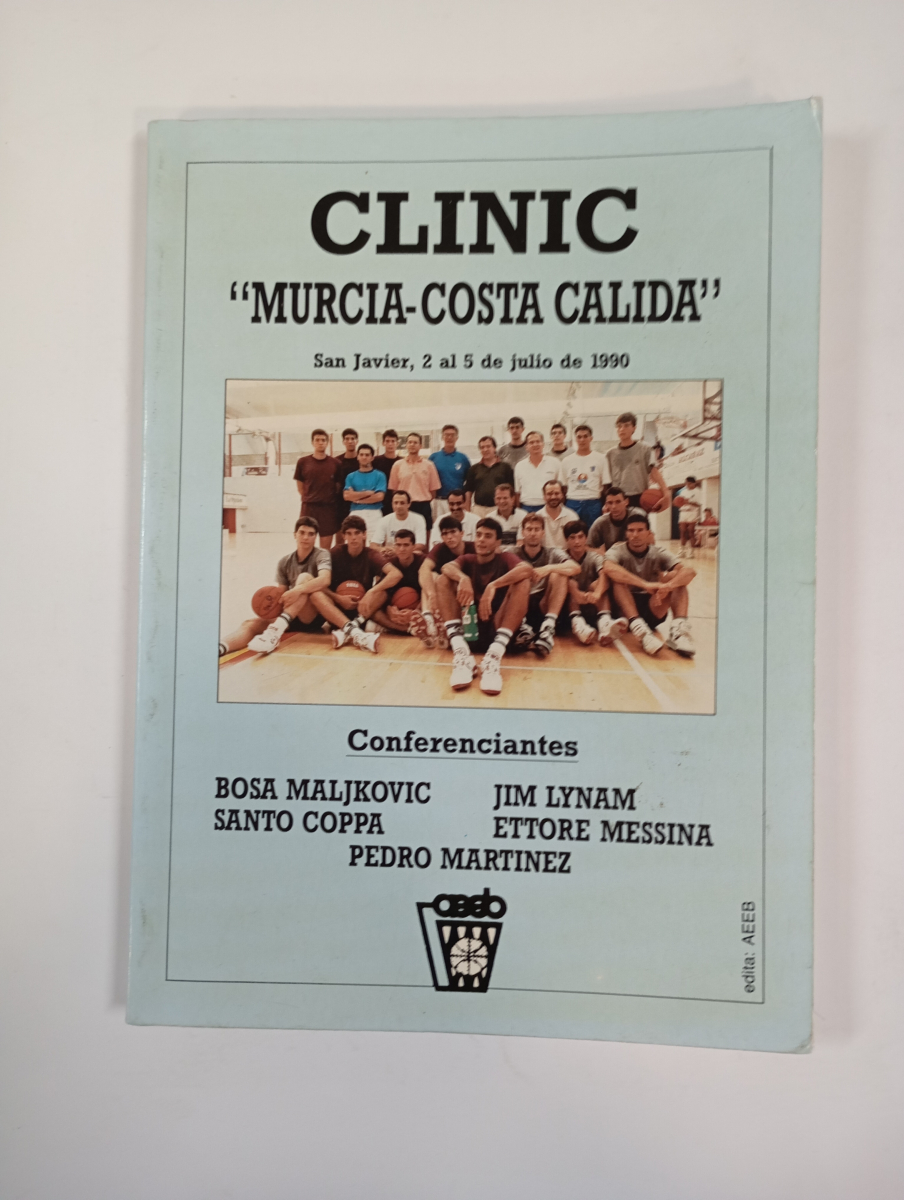 CLINIC
“MURCIA-COSTA CALIDA”
San Javier, 2 al 5 de julio de 1990
Conferenciantes
BOSA MALJKOVIC
JIM LYNAM
SANTO COPPA
ETTORE MESSINA
PEDRO MARTINEZ
aeeb
edita: AEEB